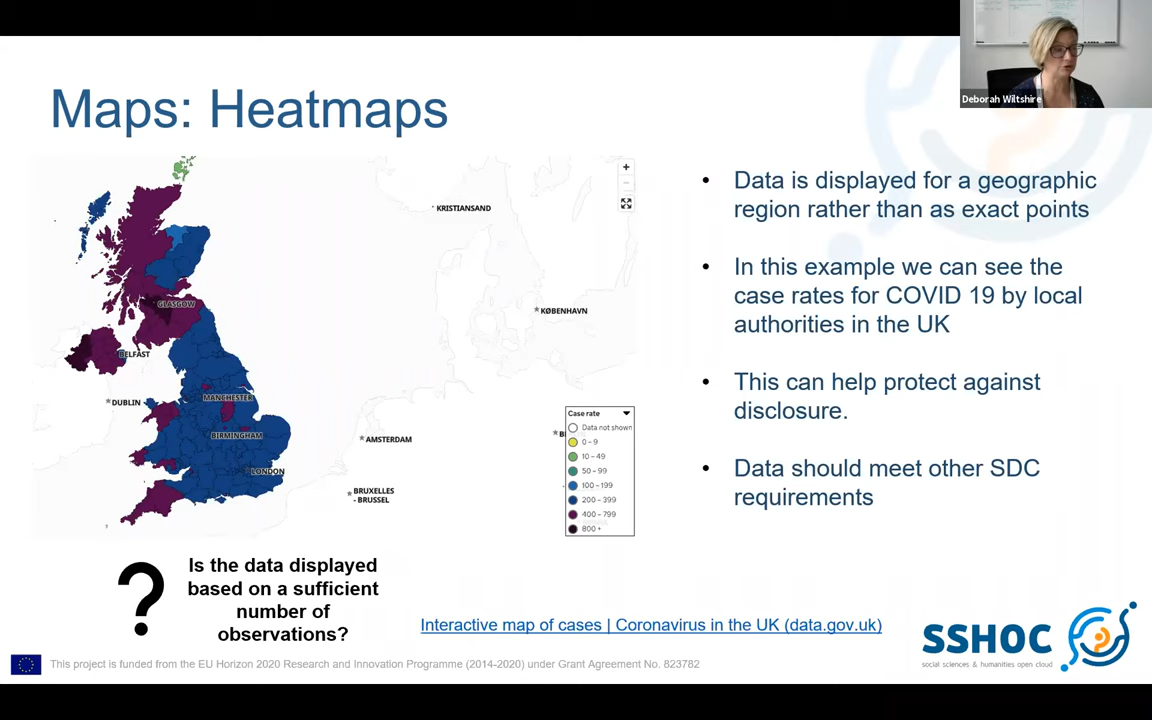 Deborah Wiltshire
Maps: Heatmaps
KRISTIANSAND
GLASGOW
KØBENHAVN
BELFAST
DUBLIN
MANCHESTER
BIRMINGHAM
AMSTERDAM
LONDON
BRUXELLES
- BRUSSEL
Case rate
Data not shown
0 – 9
10 – 49
50 – 99
100 – 199
200 – 399
400 – 799
800 +
• Data is displayed for a geographic
region rather than as exact points
• In this example we can see the
case rates for COVID 19 by local
authorities in the UK
• This can help protect against
disclosure.
• Data should meet other SDC
requirements
?
Is the data displayed
based on a sufficient
number of
observations?
Interactive map of cases | Coronavirus in the UK (data.gov.uk)
SSHOC
social sciences & humanities open cloud
This project is funded from the EU Horizon 2020 Research and Innovation Programme (2014-2020) under Grant Agreement No. 823782